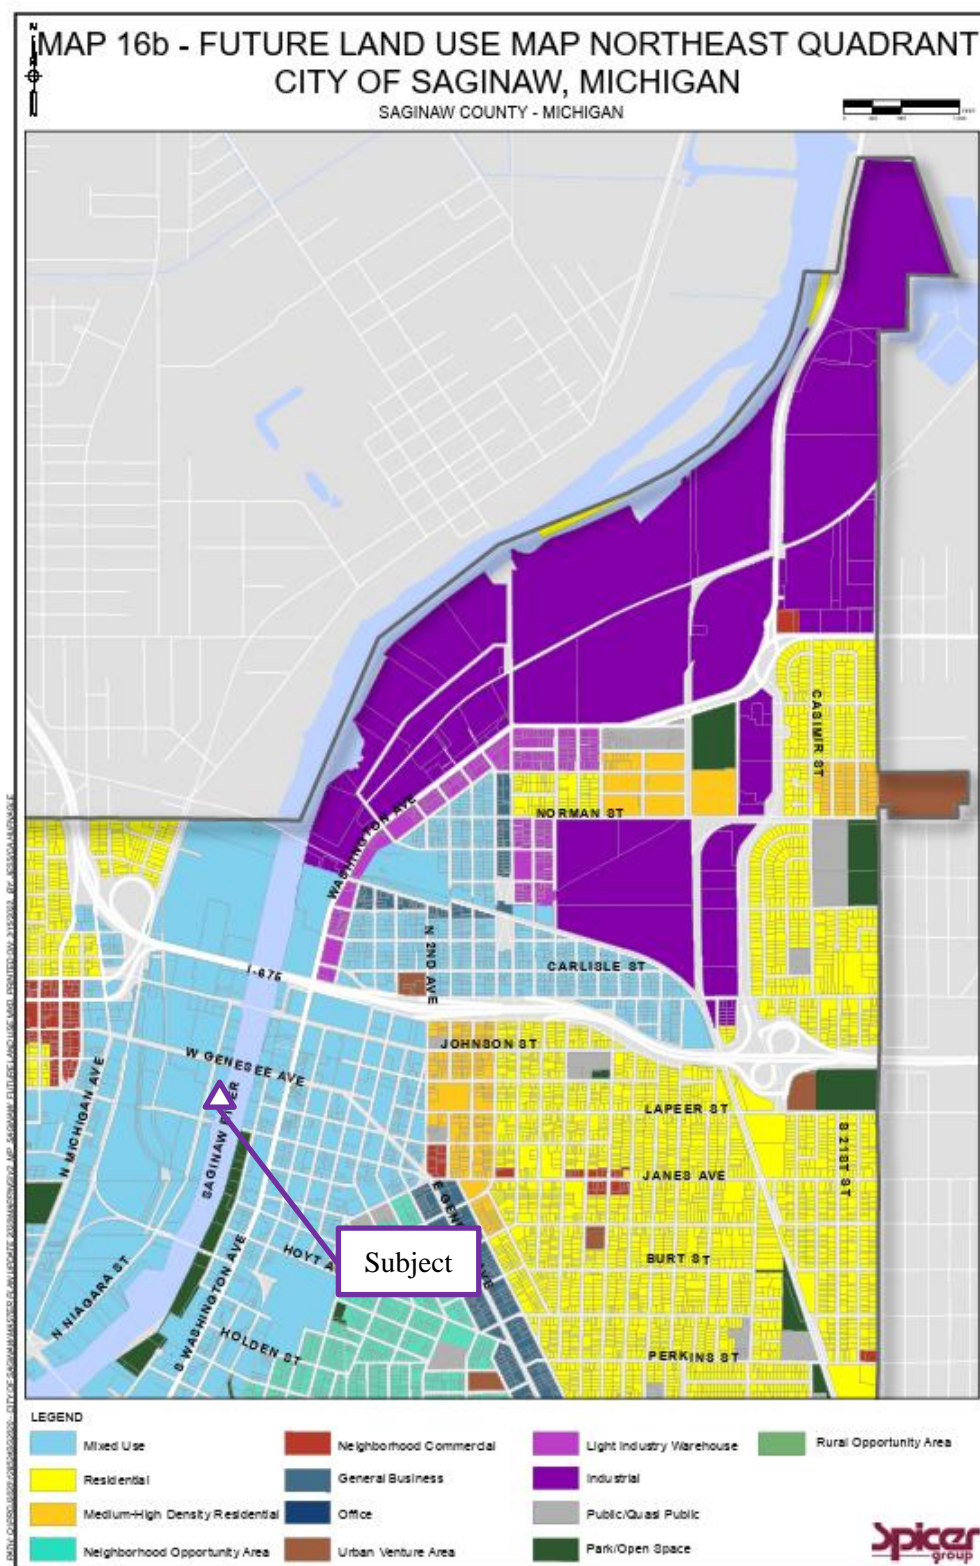 MAP 16b - FUTURE LAND USE MAP NORTHEAST QUADRANT
CITY OF SAGINAW, MICHIGAN
SAGINAW COUNTY - MICHIGAN
CASIMIR ST
NORMAN ST
WASHINGTON AVE
N 2ND AVE
CARLISLE ST
I-675
JOHNSON ST
W GENESEE AVE
N MICHIGAN AVE
LAPEER ST
SAGINAW
JANES AVE
S 21ST ST
Subject
HOYT
BURT ST
N NIAGARA ST
S WASHINGTON AVE
HOLDEN ST
PERKINS ST
LEGEND
Mixed Use
Neighborhood Commercial
Light Industry Warehouse
Rural Opportunity Area
Residential
General Business
Industrial
Medium-High Density Residential
Office
Public/Quasi Public
Neighborhood Opportunity Area
Urban Venture Area
Park/Open Space
Spicer
group